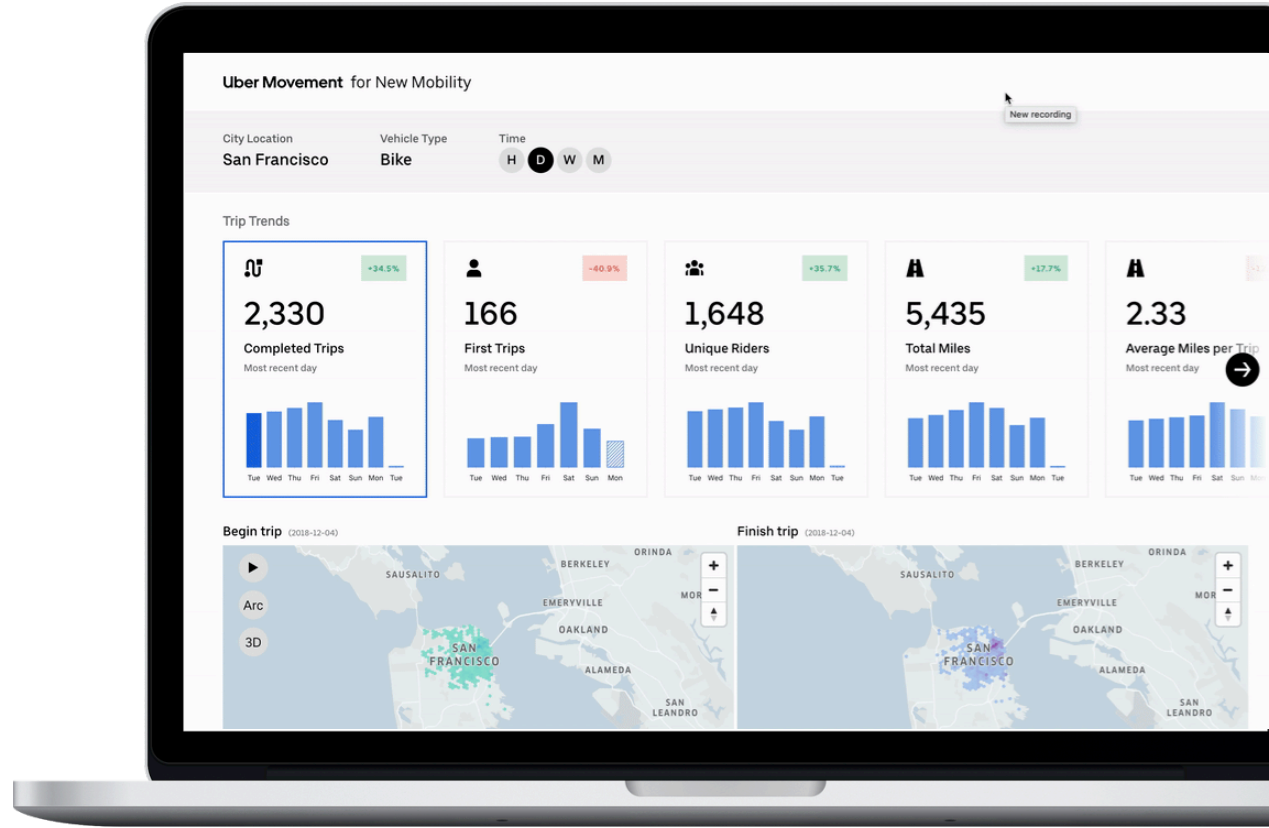 Uber Movement for New Mobility
New recording
City Location Vehicle Type Time
San Francisco Bike H D W M
Trip Trends
+34.5% -40.9% +35.7% +17.7%
2,330 166 1,648 5,435 2.33
Completed Trips First Trips Unique Riders Total Miles Average Miles per Trip
Most recent day Most recent day Most recent day Most recent day Most recent day
Tue Wed Thu Fri Sat Sun Mon Tue Tue Wed Thu Fri Sat Sun Mon Tue Wed Thu Fri Sat Sun Mon Tue Tue Wed Thu Fri Sat Sun Mon Tue Tue Wed Thu Fri Sat Sun Mon
Begin trip (2018-12-04) Finish trip (2018-12-04)
ORINDA ORINDA
BERKELEY BERKELEY
SAUSALITO SAUSALITO
MOR MOR
EMERYVILLE EMERYVILLE
Arc
OAKLAND OAKLAND
3D
SAN SAN
FRANCISCO FRANCISCO
ALAMEDA ALAMEDA
SAN SAN
LEANDRO LEANDRO